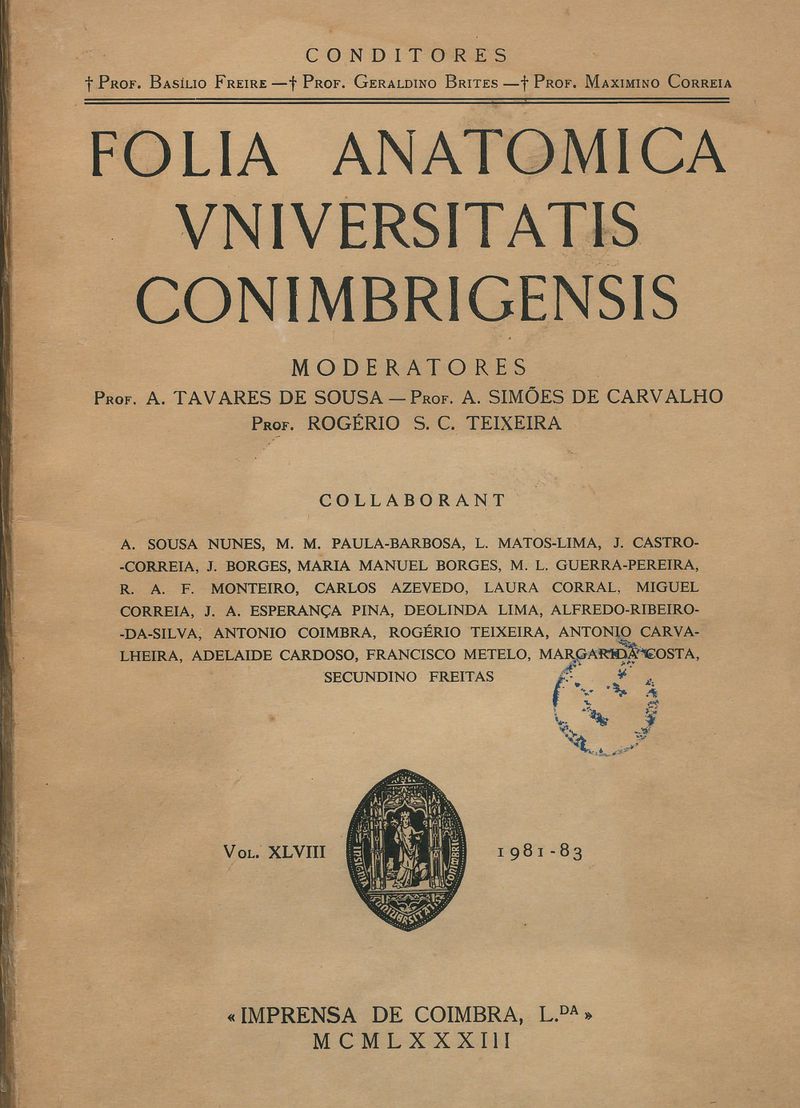 CONDITORES
† Prof. Basílio Freire — † Prof. Geraldino Brites — † Prof. Maximino Correia
FOLIA ANATOMICA
VNIVERSITATIS
CONIMBRIGENSIS
MODERATORES
Prof. A. TAVARES DE SOUSA — Prof. A. SIMÕES DE CARVALHO
Prof. ROGÉRIO S. C. TEIXEIRA
COLLABORANT
A. SOUSA NUNES, M. M. PAULA-BARBOSA, L. MATOS-LIMA, J. CASTRO-
-CORREIA, J. BORGES, MARIA MANUEL BORGES, M. L. GUERRA-PEREIRA,
R. A. F. MONTEIRO, CARLOS AZEVEDO, LAURA CORRAL, MIGUEL
CORREIA, J. A. ESPERANÇA PINA, DEOLINDA LIMA, ALFREDO-RIBEIRO-
-DA-SILVA, ANTONIO COIMBRA, ROGÉRIO TEIXEIRA, ANTONIO CARVA-
LHEIRA, ADELAIDE CARDOSO, FRANCISCO METELO, MARGARIDA COSTA,
SECUNDINO FREITAS
Vol. XLVIII
INSIGNIA UNIVERSITATIS CONIMBRIG
1981-83
«IMPRENSA DE COIMBRA, L.DA»
MCMLXXXIII